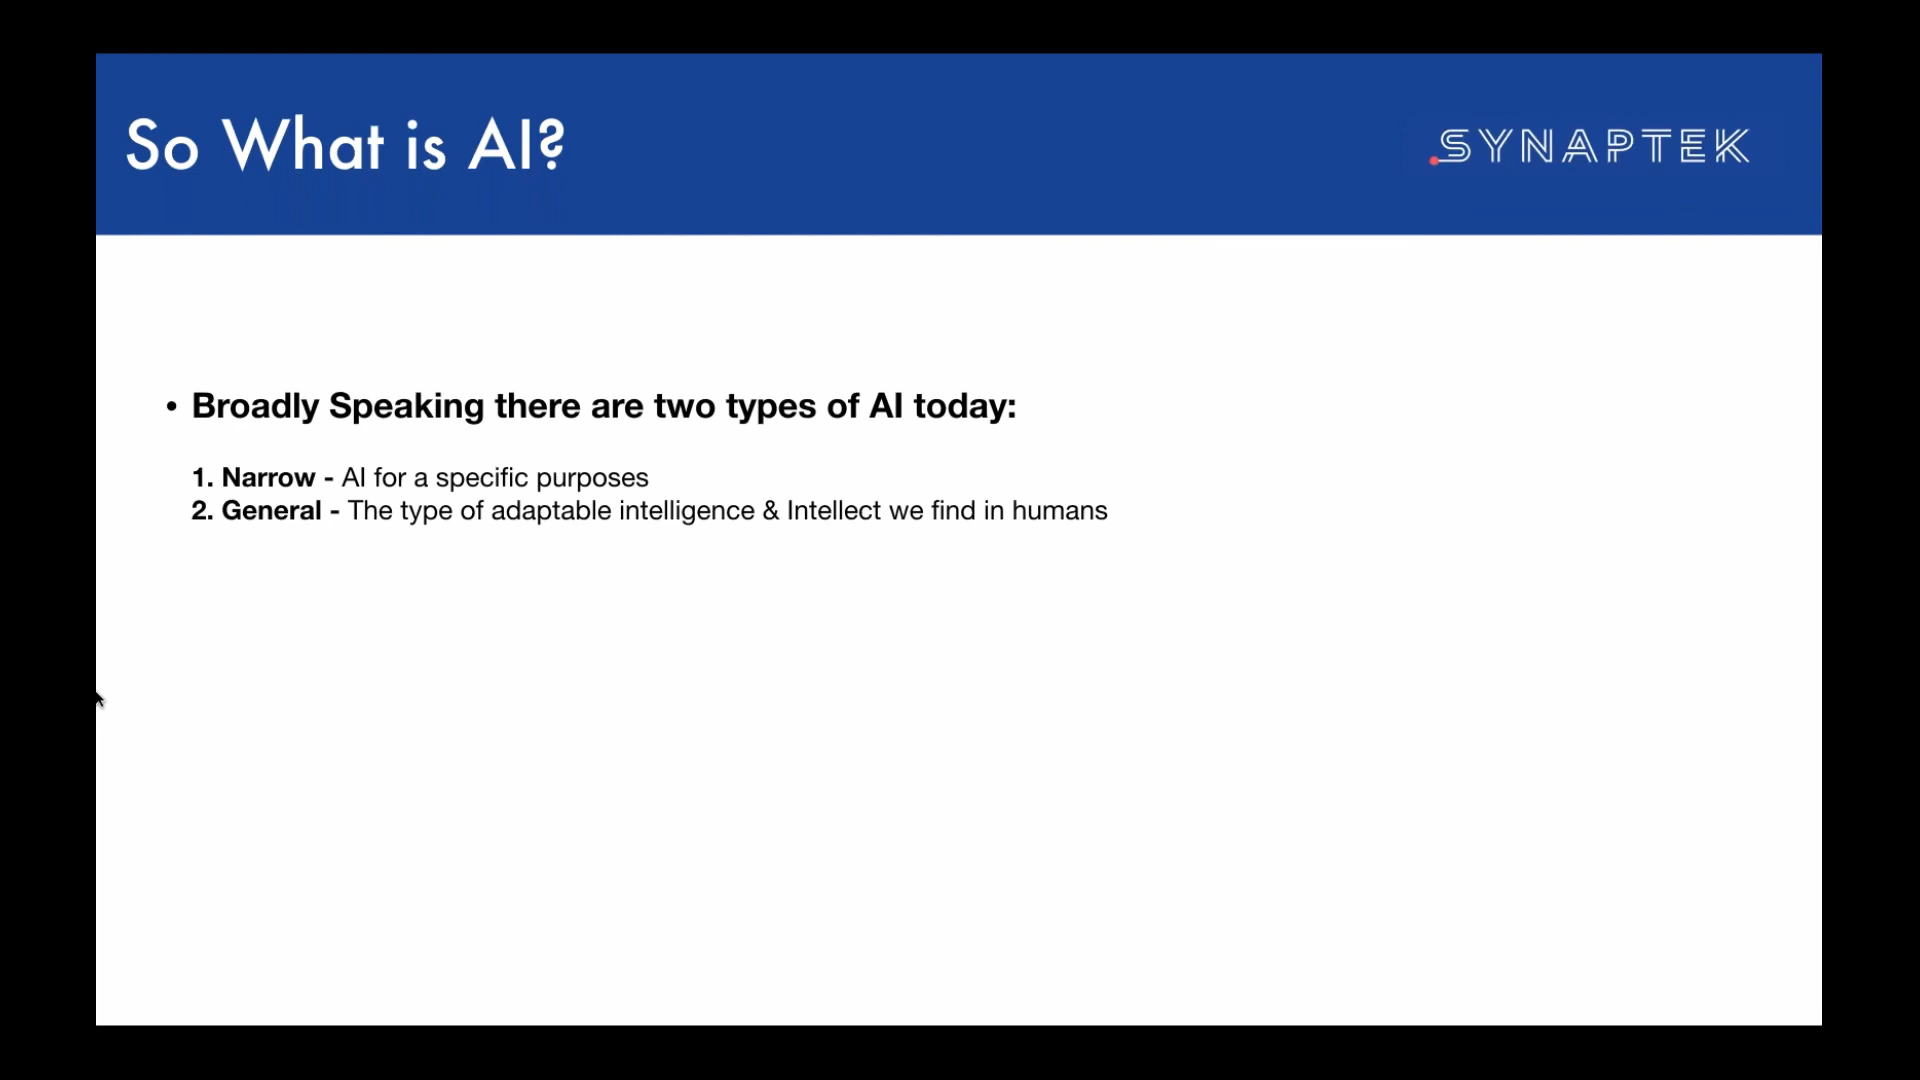 So What is AI?
SYNAPTEK
• Broadly Speaking there are two types of AI today:
1. Narrow - AI for a specific purposes
2. General - The type of adaptable intelligence & Intellect we find in humans